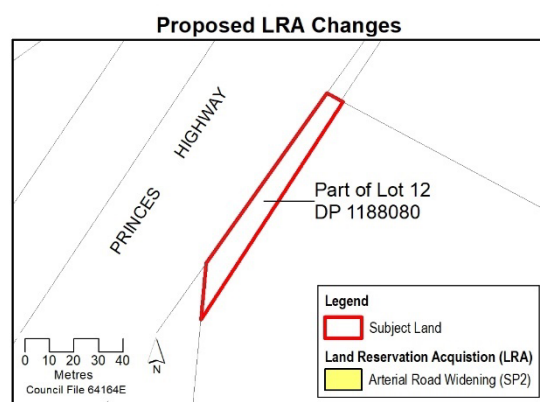 Proposed LRA Changes
PRINCES HIGHWAY
Part of Lot 12
DP 1188080
Legend
Subject Land
Land Reservation Acquistion (LRA)
Arterial Road Widening (SP2)
0 10 20 30 40
Metres
N
Council File 64164E